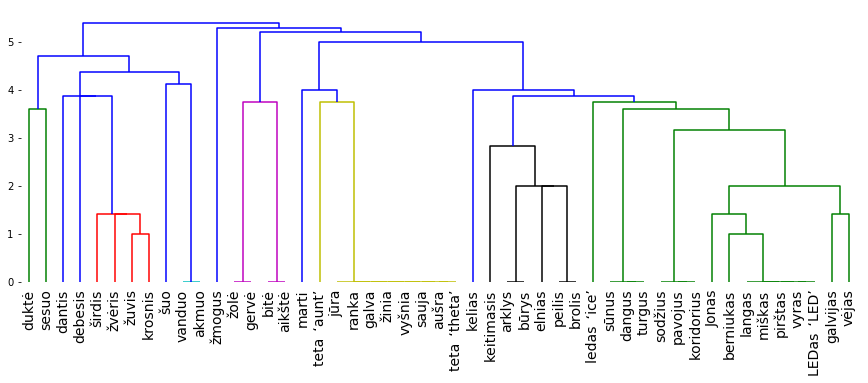 5
4
3
2
1
0
duktė
sesuo
dantis
debesis
širdis
žvėris
žuvis
krosnis
šuo
vanduo
akmuo
žmogus
žolė
gervė
bitė
aikštė
marti
teta ‘aunt’
jūra
ranka
galva
žinia
vyšnia
sauja
aušra
teta ‘theta’
kelias
keitimasis
arklys
būrys
elnias
peilis
brolis
ledas ‘ice’
sūnus
dangus
turgus
sodžius
pavojus
koridorius
Jonas
berniukas
langas
miškas
pirštas
vyras
LEDas ‘LED’
galvijas
vėjas